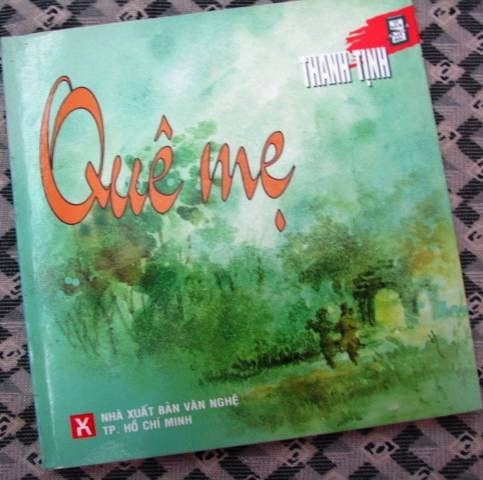 THANH TỊNH
Quê mẹ
NHÀ XUẤT BẢN VĂN NGHỆ
TP. HỒ CHÍ MINH